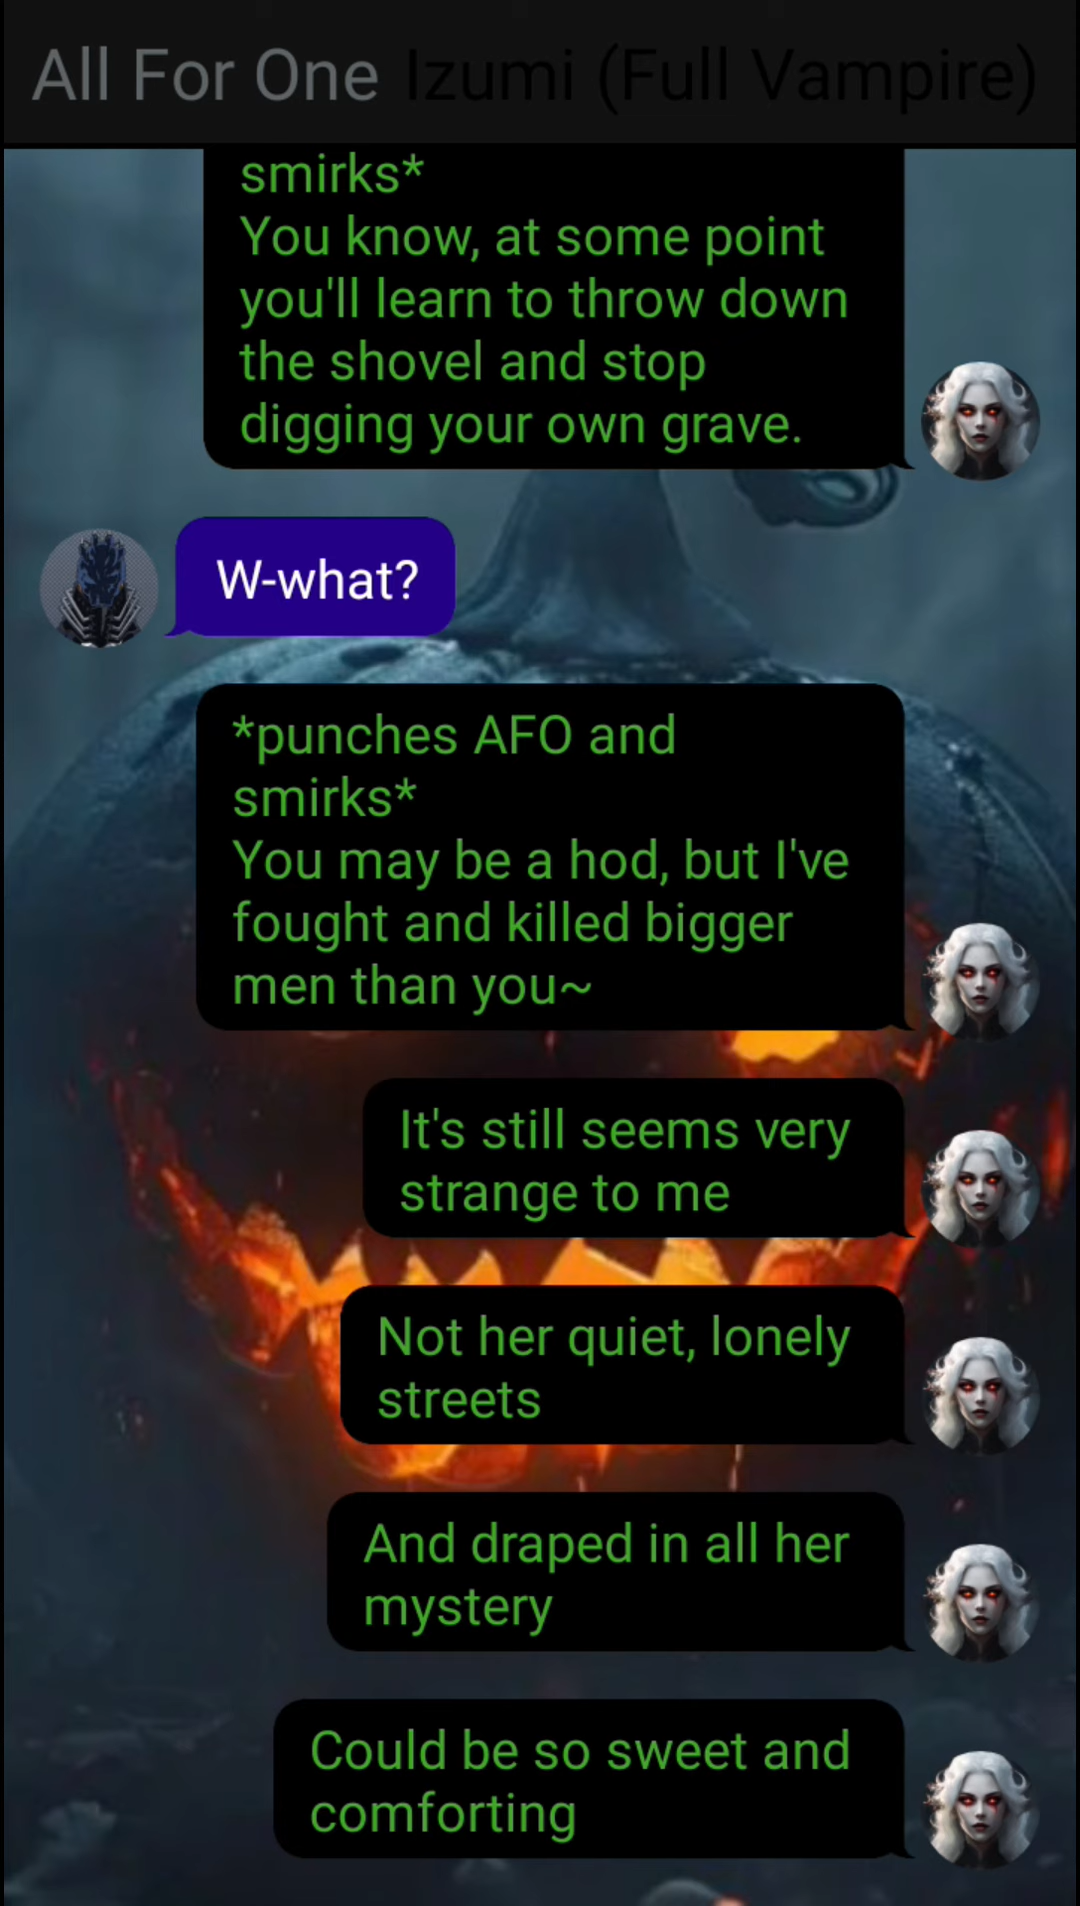 All For One Izumi (Full Vampire)
smirks*
You know, at some point
you'll learn to throw down
the shovel and stop
digging your own grave.
W-what?
*punches AFO and
smirks*
You may be a hod, but I've
fought and killed bigger
men than you~
It's still seems very
strange to me
Not her quiet, lonely
streets
And draped in all her
mystery
Could be so sweet and
comforting